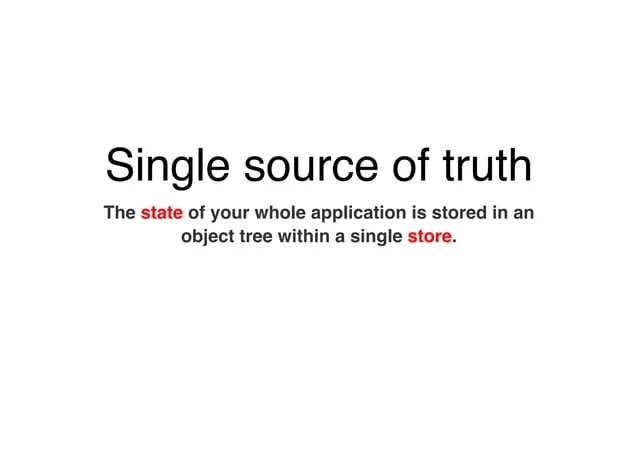 Single source of truth
The state of your whole application is stored in an
object tree within a single store.